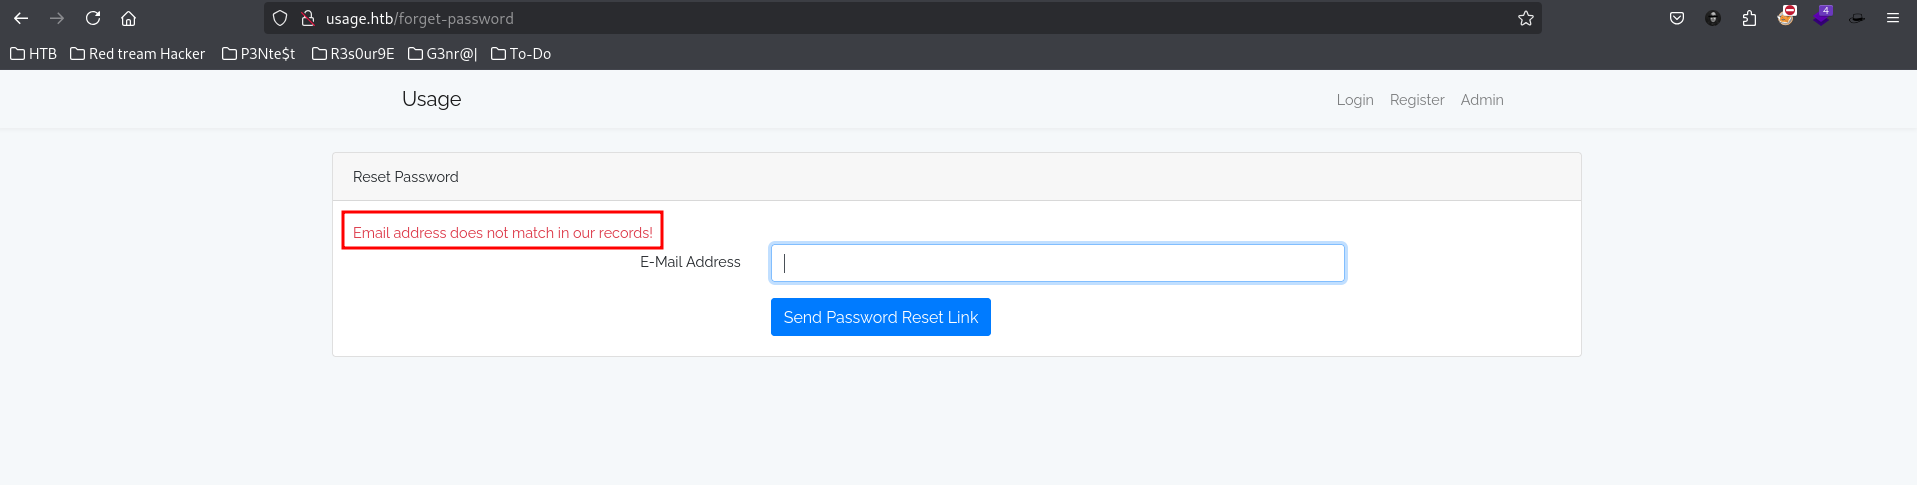 usage.htb/forget-password
4
HTB Red tream Hacker P3Nte$t R3s0ur9E G3nr@| To-Do
Usage Login Register Admin
Reset Password
Email address does not match in our records!
E-Mail Address
Send Password Reset Link